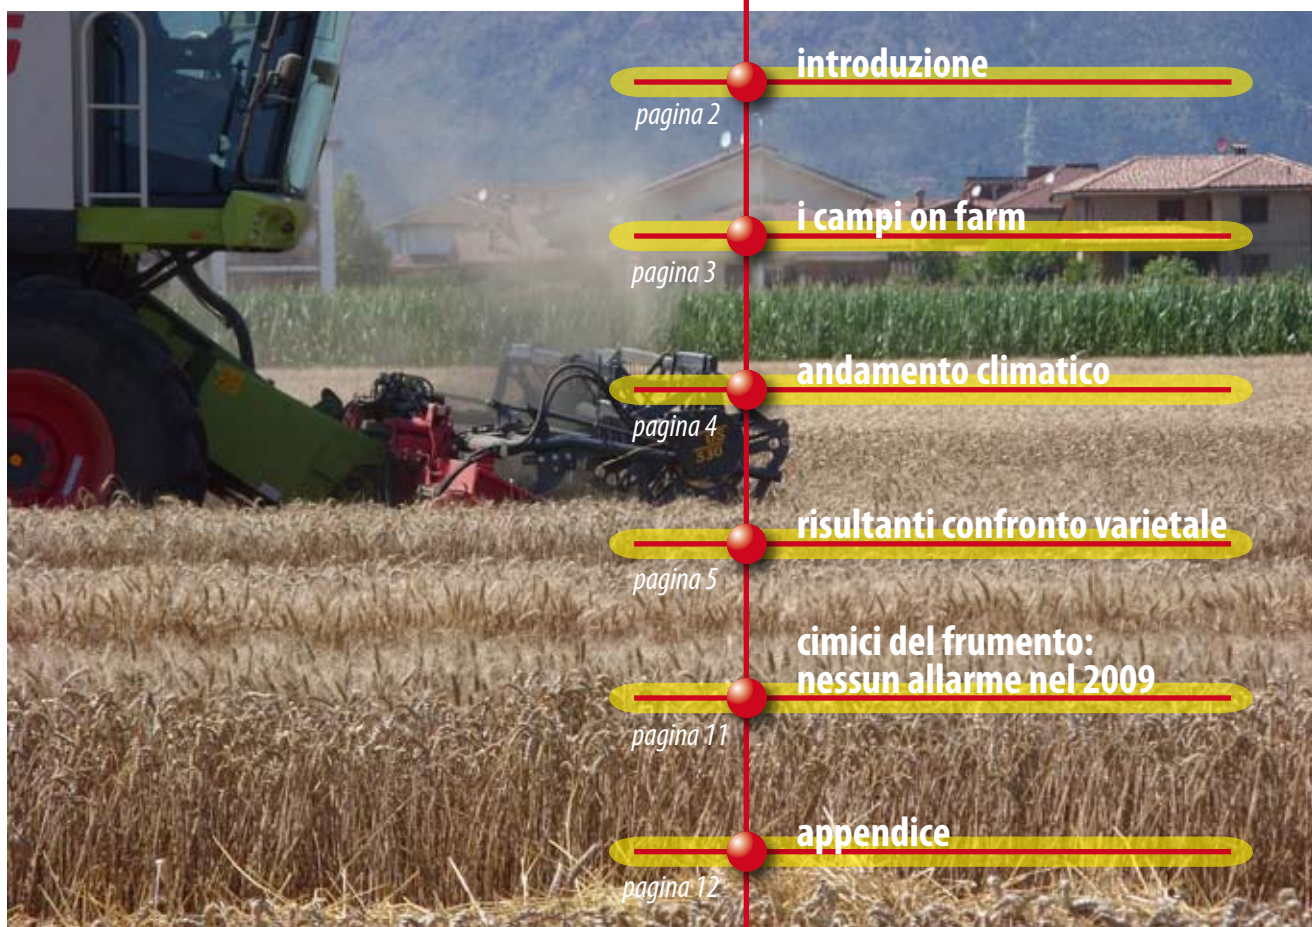 introduzione
pagina 2
i campi on farm
pagina 3
andamento climatico
pagina 4
risultanti confronto varietale
pagina 5
cimici del frumento:
nessun allarme nel 2009
pagina 11
appendice
pagina 12